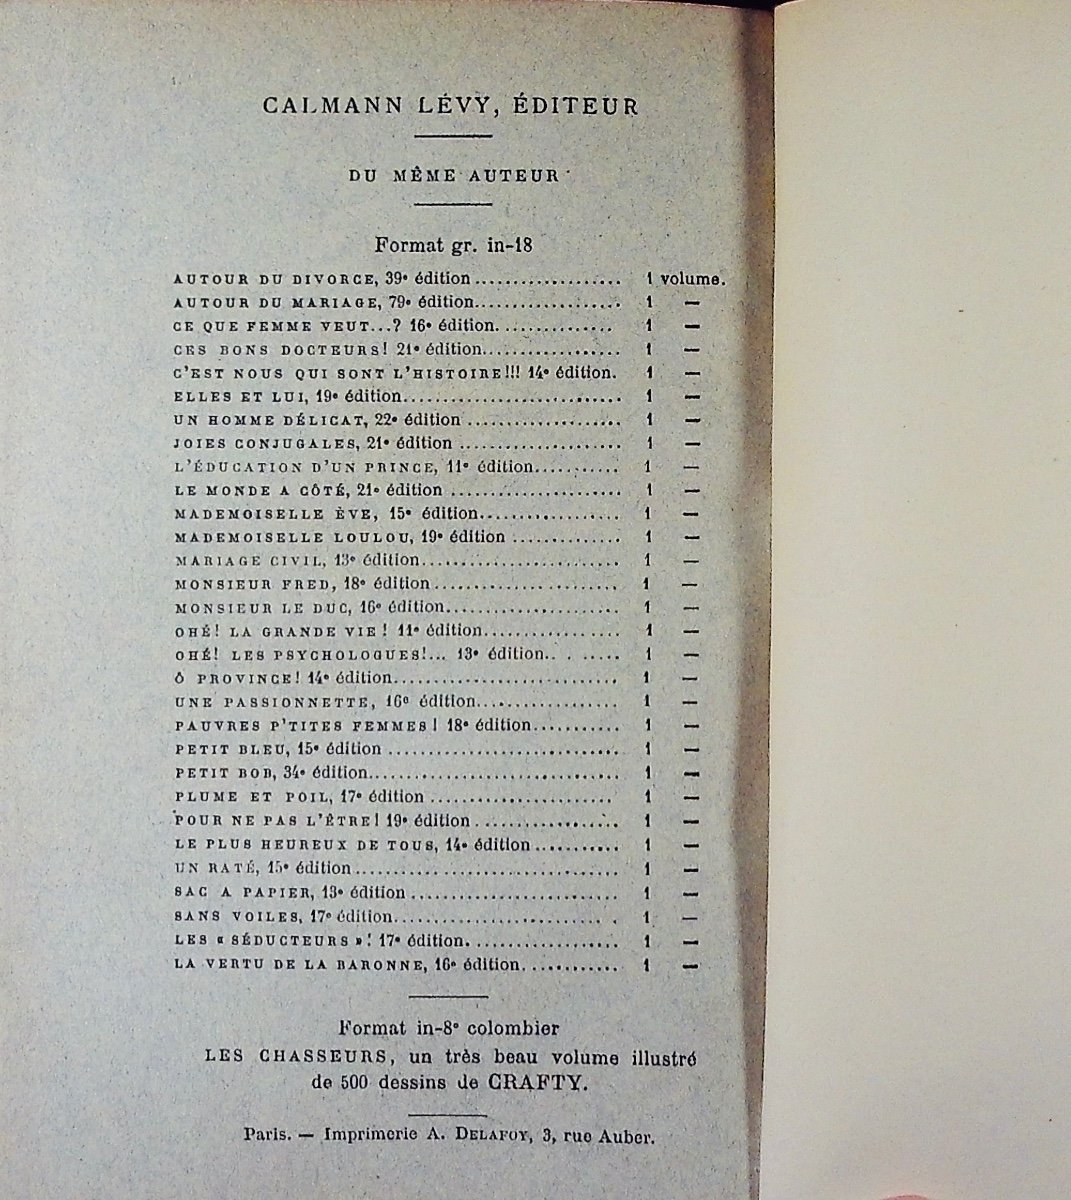 CALMANN LÉVY, ÉDITEUR
DU MÊME AUTEUR
Format gr. in-18
AUTOUR DU DIVORCE, 39e édition................... 1 volume.
AUTOUR DU MARIAGE, 79e édition................... 1 —
CE QUE FEMME VEUT...? 16e édition. .............. 1 —
CES BONS DOCTEURS! 21e édition.................. 1 —
C'EST NOUS QUI SONT L'HISTOIRE!!! 14e édition. 1 —
ELLES ET LUI, 19e édition............................ 1 —
UN HOMME DÉLICAT, 22e édition .................... 1 —
JOIES CONJUGALES, 21e édition ..................... 1 —
L'ÉDUCATION D'UN PRINCE, 11e édition........... 1 —
LE MONDE A CÔTÉ, 21e édition ...................... 1 —
MADEMOISELLE ÈVE, 15e édition.................. 1 —
MADEMOISELLE LOULOU, 19e édition .............. 1 —
MARIAGE CIVIL, 13e édition.......................... 1 —
MONSIEUR FRED, 18e édition ........................ 1 —
MONSIEUR LE DUC, 16e édition....................... 1 —
OHÉ! LA GRANDE VIE! 11e édition.................. 1 —
OHÉ! LES PSYCHOLOGUES!... 13e édition.. . ..... 1 —
Ô PROVINCE! 14e édition............................. 1 —
UNE PASSIONNETTE, 16e édition.................. 1 —
PAUVRES P'TITES FEMMES! 18e édition........... 1 —
PETIT BLEU, 15e édition .............................. 1 —
PETIT BOB, 34e édition................................ 1 —
PLUME ET POIL, 17e édition ........................ 1 —
POUR NE PAS L'ÊTRE! 19e édition .................. 1 —
LE PLUS HEUREUX DE TOUS, 14e édition ........... 1 —
UN RATÉ, 15e édition .................................. 1 —
SAC A PAPIER, 13e édition ........................... 1 —
SANS VOILES, 17e édition............................. 1 —
LES « SÉDUCTEURS »! 17e édition. ................... 1 —
LA VERTU DE LA BARONNE, 16e édition............. 1 —
Format in-8° colombier
LES CHASSEURS, un très beau volume illustré
de 500 dessins de CRAFTY.
Paris. — Imprimerie A. DELAFOY, 3, rue Auber.